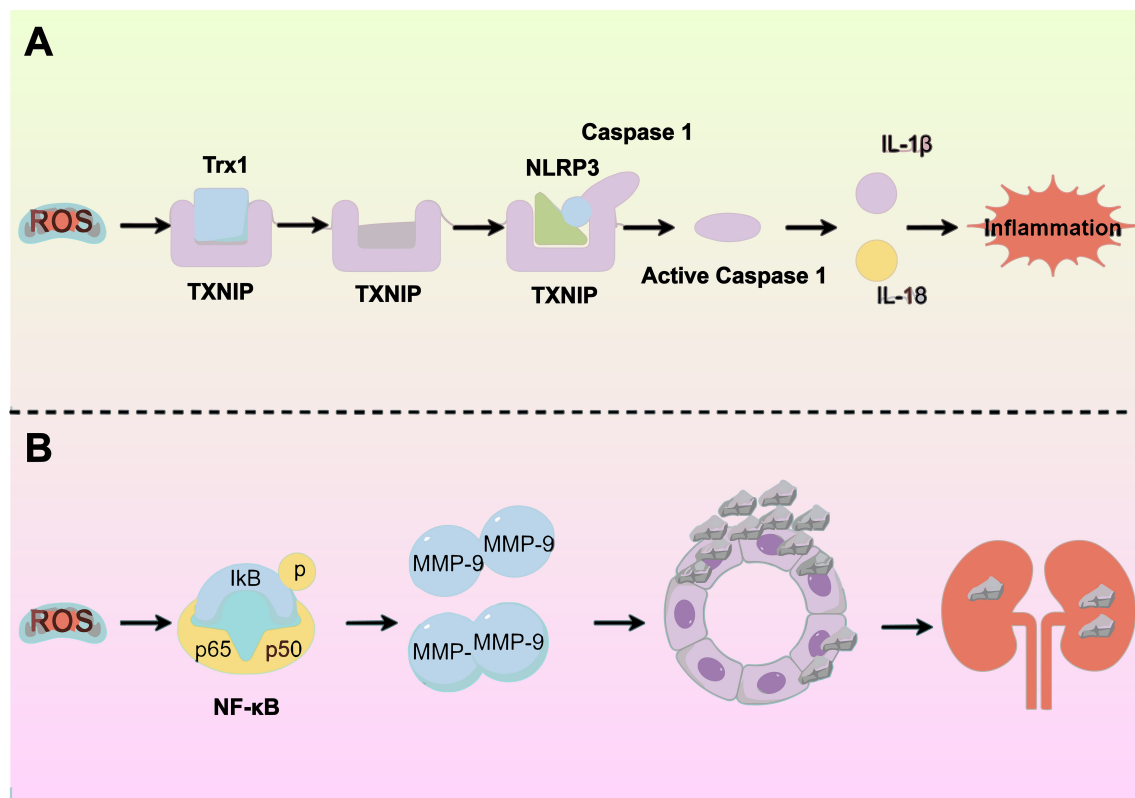 A
Caspase 1
IL-1β
Trx1
NLRP3
ROS
Inflammation
Active Caspase 1
TXNIP
TXNIP
TXNIP
IL-18
B
MMP-9
MMP-9
IkB
p
ROS
p65
p50
MMP-
MMP-9
NF-κB